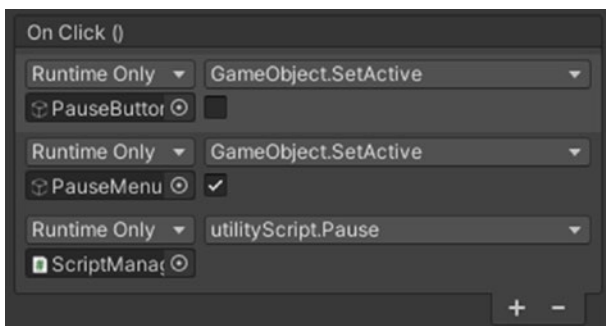 On Click ()
Runtime Only GameObject.SetActive
PauseButtor
Runtime Only GameObject.SetActive
PauseMenu
Runtime Only utilityScript.Pause
ScriptManag
+ −